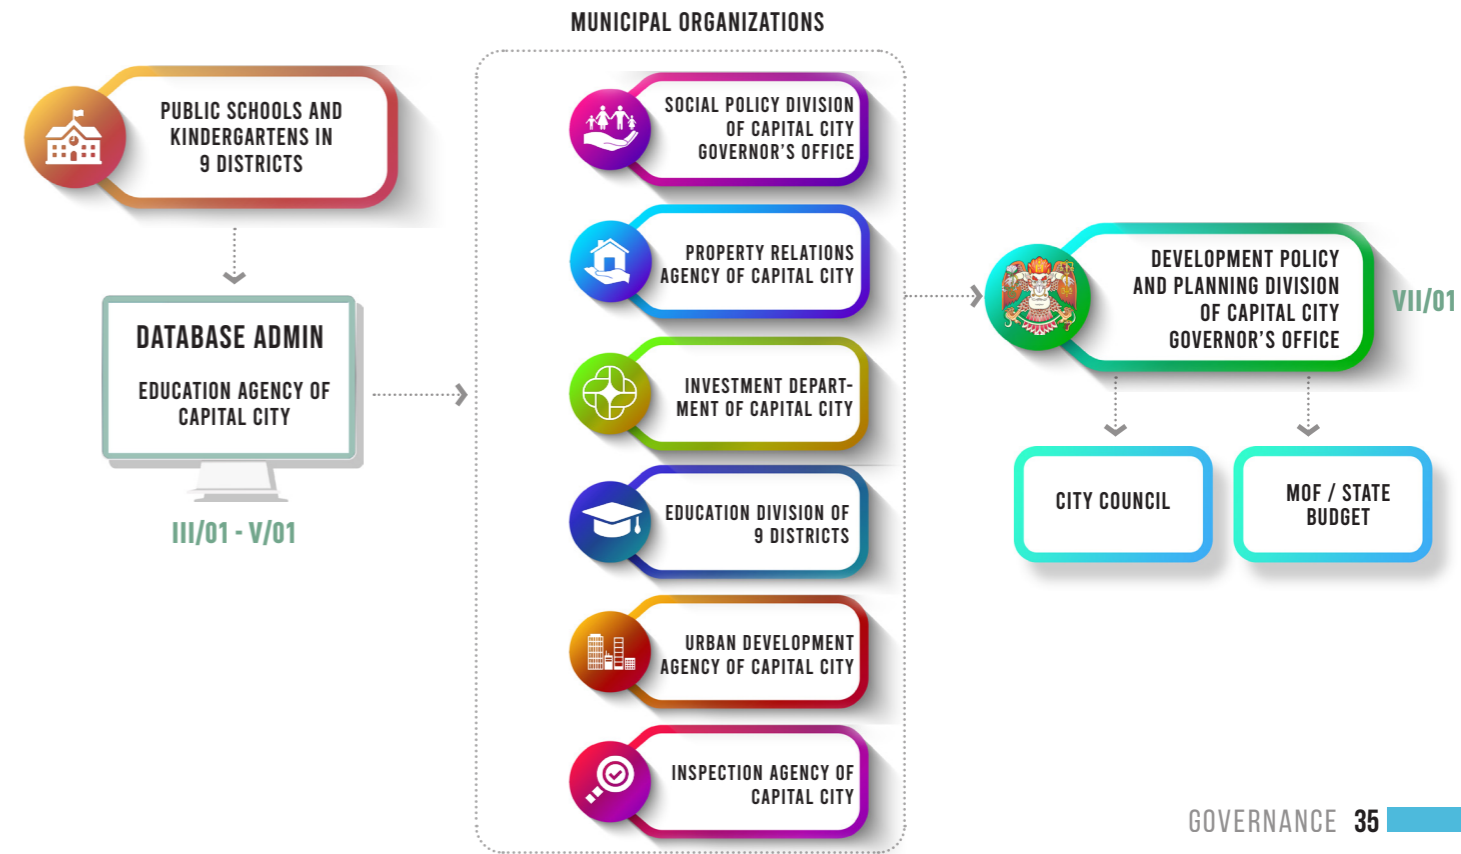 MUNICIPAL ORGANIZATIONS
PUBLIC SCHOOLS AND
KINDERGARTENS IN
9 DISTRICTS
DATABASE ADMIN
EDUCATION AGENCY OF
CAPITAL CITY
III/01 - V/01
SOCIAL POLICY DIVISION
OF CAPITAL CITY
GOVERNOR'S OFFICE
PROPERTY RELATIONS
AGENCY OF CAPITAL CITY
INVESTMENT DEPART-
MENT OF CAPITAL CITY
EDUCATION DIVISION OF
9 DISTRICTS
URBAN DEVELOPMENT
AGENCY OF CAPITAL CITY
INSPECTION AGENCY OF
CAPITAL CITY
DEVELOPMENT POLICY
AND PLANNING DIVISION
OF CAPITAL CITY
GOVERNOR'S OFFICE
VII/01
CITY COUNCIL
MOF / STATE
BUDGET
GOVERNANCE 35